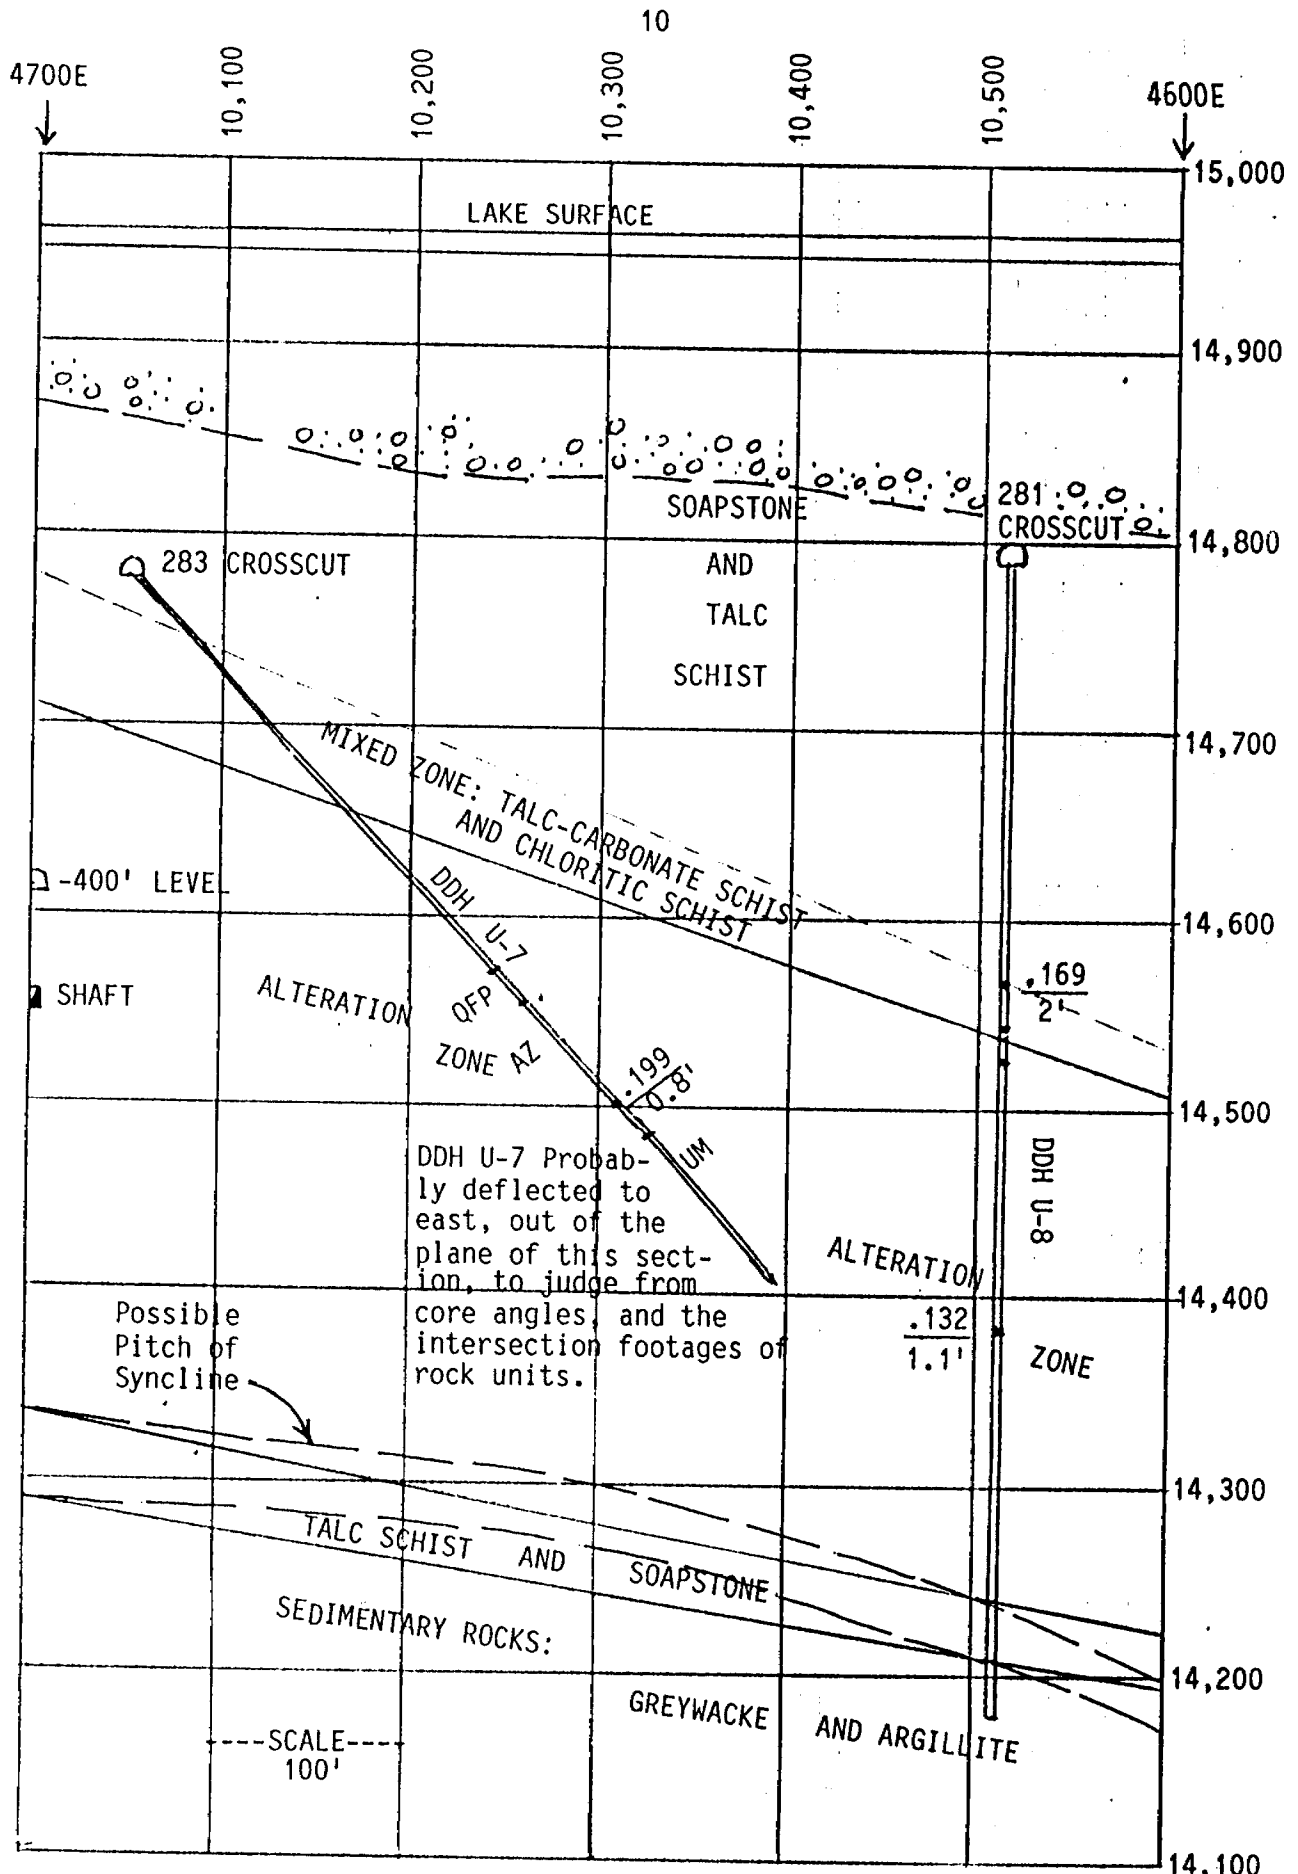 10
4700E
10,100
10,200
10,300
10,400
10,500
4600E
15,000
LAKE SURFACE
14,900
SOAPSTONE
AND
TALC
SCHIST
281
CROSSCUT
14,800
283 CROSSCUT
14,700
MIXED ZONE: TALC-CARBONATE SCHIST
AND CHLORITIC SCHIST
-400' LEVEL
14,600
DDH U-7
.169
2'
SHAFT
ALTERATION
ZONE
QFP
AZ
.199
0.8'
UM
14,500
DDH U-8
DDH U-7 Probab-
ly deflected to
east, out of the
plane of this sect-
ion, to judge from
core angles, and the
intersection footages of
rock units.
ALTERATION
ZONE
14,400
.132
1.1'
Possible
Pitch of
Syncline
14,300
TALC SCHIST AND SOAPSTONE
SEDIMENTARY ROCKS:
14,200
GREYWACKE AND ARGILLITE
----SCALE----
100'
14,100